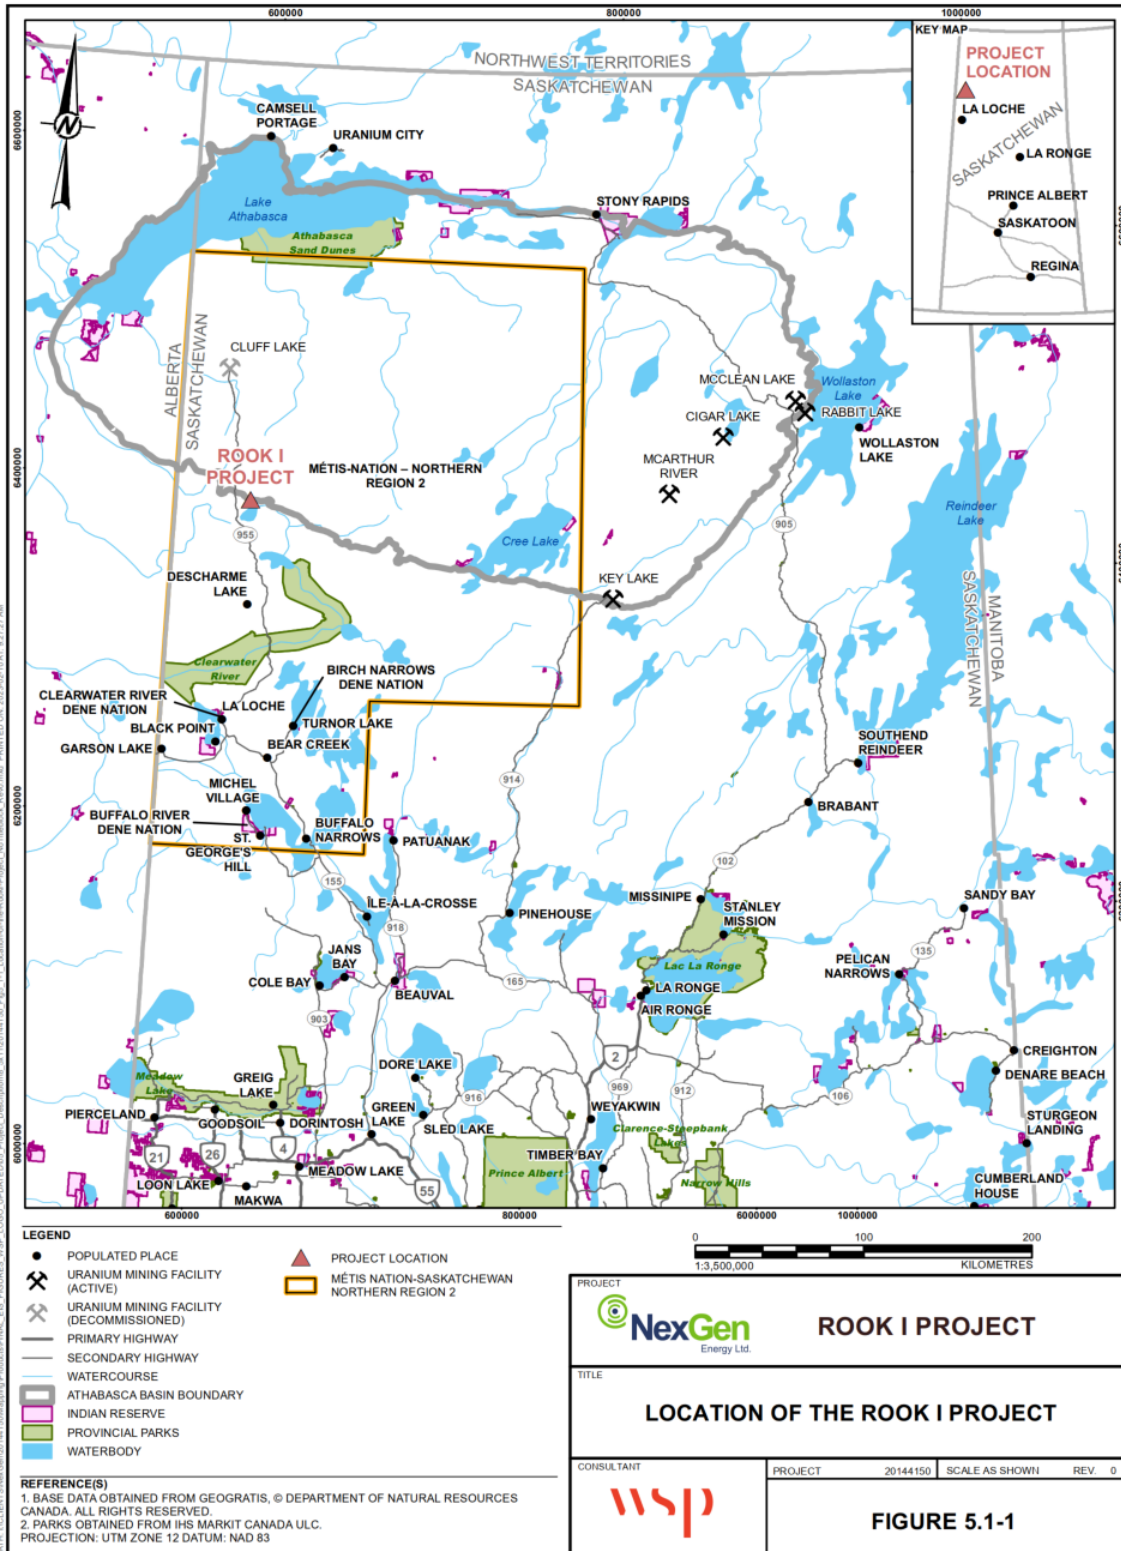 600000
800000
1000000
KEY MAP
PROJECT
LOCATION
LA LOCHE
SASKATCHEWAN
LA RONGE
PRINCE ALBERT
SASKATOON
REGINA
NORTHWEST TERRITORIES
SASKATCHEWAN
N
6600000
CAMSELL
PORTAGE
URANIUM CITY
Lake
Athabasca
Athabasca
Sand Dunes
STONY RAPIDS
ALBERTA
SASKATCHEWAN
CLUFF LAKE
MCCLEAN LAKE
Wollaston
Lake
CIGAR LAKE
RABBIT LAKE
WOLLASTON
LAKE
MCARTHUR
RIVER
6400000
ROOK I
PROJECT
MÉTIS-NATION – NORTHERN
REGION 2
Reindeer
Lake
955
905
Cree Lake
KEY LAKE
DESCHARME
LAKE
SASKATCHEWAN
MANITOBA
Clearwater
River
BIRCH NARROWS
DENE NATION
CLEARWATER RIVER
DENE NATION
LA LOCHE
TURNOR LAKE
BLACK POINT
GARSON LAKE
BEAR CREEK
SOUTHEND
REINDEER
914
MICHEL
VILLAGE
6200000
BRABANT
BUFFALO RIVER
DENE NATION
BUFFALO
NARROWS
ST.
GEORGE'S
HILL
PATUANAK
102
155
MISSINIPE
SANDY BAY
STANLEY
MISSION
ÎLE-À-LA-CROSSE
PINEHOUSE
918
135
JANS
BAY
PELICAN
NARROWS
Lac La Ronge
COLE BAY
BEAUVAL
165
LA RONGE
AIR RONGE
903
2
CREIGHTON
DORE LAKE
DENARE BEACH
Meadow
Lake
GREIG
LAKE
916
969
912
106
PIERCELAND
GOODSOIL
DORINTOSH
GREEN
LAKE
SLED LAKE
WEYAKWIN
STURGEON
LANDING
Clarence-Steepbank
Lakes
6000000
21
26
4
MEADOW LAKE
TIMBER BAY
Prince Albert
Narrow Hills
LOON LAKE
MAKWA
55
CUMBERLAND
HOUSE
600000
800000
6000000
1000000
LEGEND
POPULATED PLACE
URANIUM MINING FACILITY
(ACTIVE)
URANIUM MINING FACILITY
(DECOMMISSIONED)
PRIMARY HIGHWAY
SECONDARY HIGHWAY
WATERCOURSE
ATHABASCA BASIN BOUNDARY
INDIAN RESERVE
PROVINCIAL PARKS
WATERBODY
PROJECT LOCATION
MÉTIS NATION-SASKATCHEWAN
NORTHERN REGION 2
0 100 200
1:3,500,000 KILOMETRES
REFERENCE(S)
1. BASE DATA OBTAINED FROM GEOGRATIS, © DEPARTMENT OF NATURAL RESOURCES
CANADA. ALL RIGHTS RESERVED.
2. PARKS OBTAINED FROM IHS MARKIT CANADA ULC.
PROJECTION: UTM ZONE 12 DATUM: NAD 83
PROJECT
NexGen
Energy Ltd.
ROOK I PROJECT
TITLE
LOCATION OF THE ROOK I PROJECT
CONSULTANT
wsp
PROJECT 20144150 SCALE AS SHOWN REV. 0
FIGURE 5.1-1